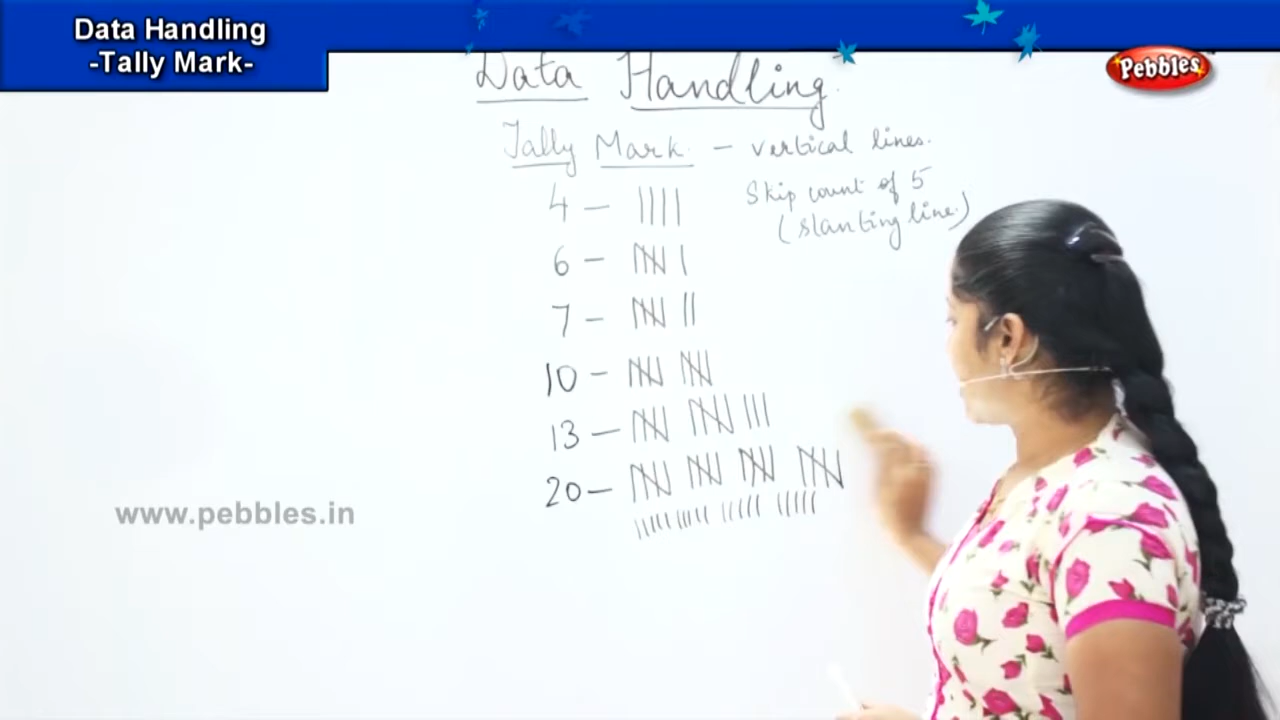 Data Handling
-Tally Mark-
Pebbles
Data Handling
Tally Mark - vertical lines.
4 - ||||
Skip count of 5
(slanting line.)
6 - 𝍸 |
7 - 𝍸 ||
10 - 𝍸 𝍸
13 - 𝍸 𝍸 |||
20 - 𝍸 𝍸 𝍸 𝍸
||||| ||||| ||||| |||||
www.pebbles.in